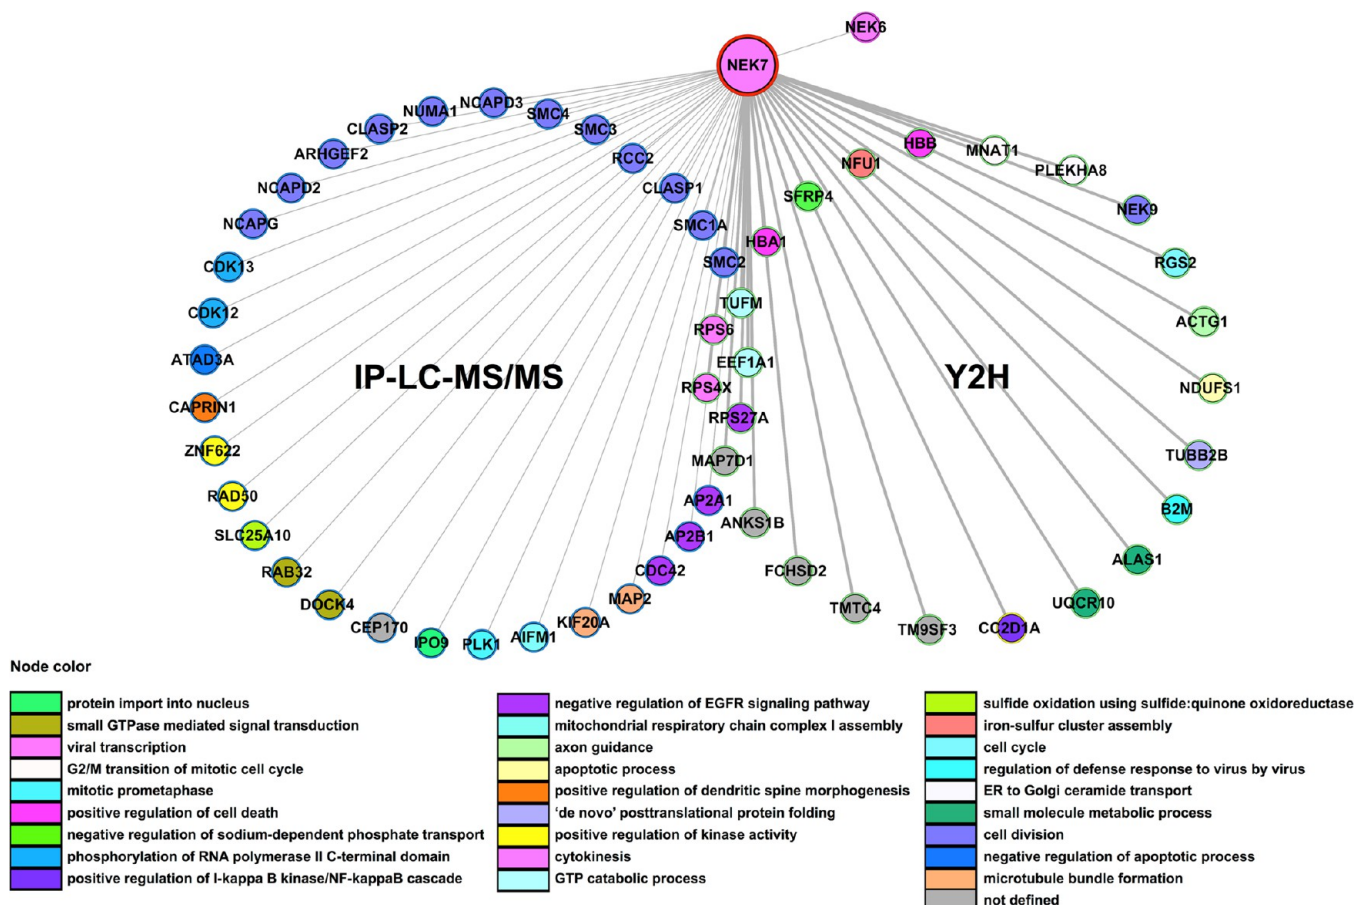 NEK6
NEK7
NCAPD3
NUMA1
SMC4
CLASP2
SMC3
ARHGEF2
RCC2
NCAPD2
CLASP1
NCAPG
SMC1A
CDK13
SMC2
CDK12
ATAD3A
CAPRIN1
ZNF622
RAD50
SLC25A10
RAB32
DOCK4
CEP170
IPO9
PLK1
AIFM1
KIF20A
MAP2
CDC42
AP2B1
AP2A1
IP-LC-MS/MS
HBB
MNAT1
NFU1
PLEKHA8
SFRP4
NEK9
HBA1
RGS2
TUFM
ACTG1
RPS6
EEF1A1
RPS4X
NDUFS1
RPS27A
MAP7D1
TUBB2B
ANKS1B
B2M
FCHSD2
ALAS1
TMTC4
UQCR10
TM9SF3
CC2D1A
Y2H
Node color
protein import into nucleus
small GTPase mediated signal transduction
viral transcription
G2/M transition of mitotic cell cycle
mitotic prometaphase
positive regulation of cell death
negative regulation of sodium-dependent phosphate transport
phosphorylation of RNA polymerase II C-terminal domain
positive regulation of I-kappa B kinase/NF-kappaB cascade
negative regulation of EGFR signaling pathway
mitochondrial respiratory chain complex I assembly
axon guidance
apoptotic process
positive regulation of dendritic spine morphogenesis
‘de novo’ posttranslational protein folding
positive regulation of kinase activity
cytokinesis
GTP catabolic process
sulfide oxidation using sulfide:quinone oxidoreductase
iron-sulfur cluster assembly
cell cycle
regulation of defense response to virus by virus
ER to Golgi ceramide transport
small molecule metabolic process
cell division
negative regulation of apoptotic process
microtubule bundle formation
not defined